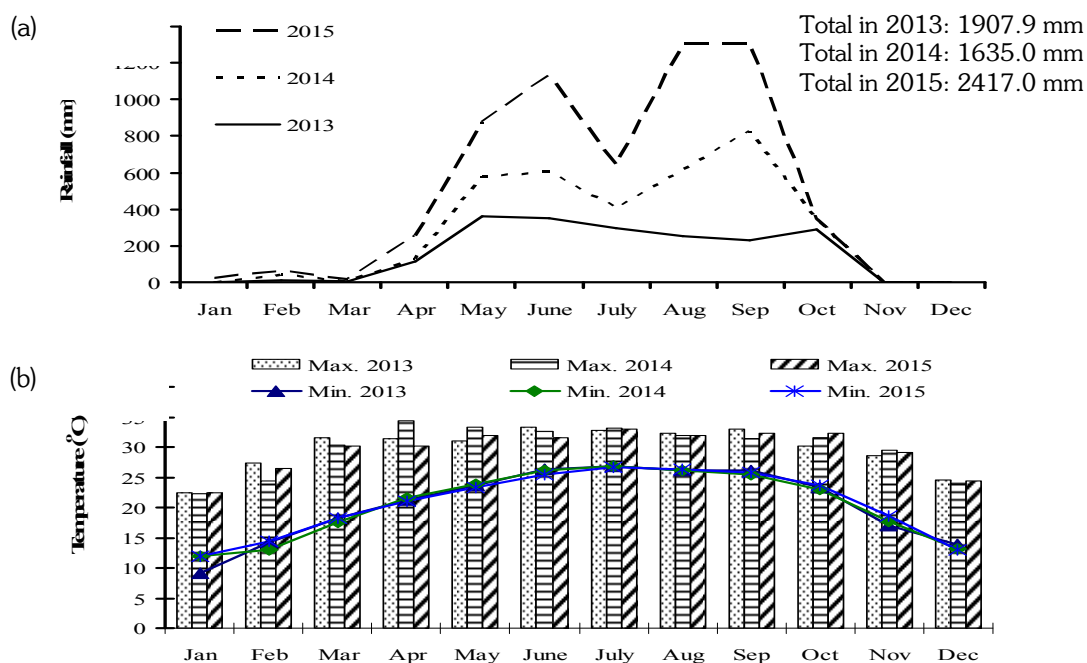 (a)
2015
2014
2013
Total in 2013: 1907.9 mm
Total in 2014: 1635.0 mm
Total in 2015: 2417.0 mm
Rainfall (mm)
1200
1000
800
600
400
200
0
Jan Feb Mar Apr May June July Aug Sep Oct Nov Dec
(b)
Max. 2013 Max. 2014 Max. 2015
Min. 2013 Min. 2014 Min. 2015
Temperature (°C)
35
30
25
20
15
10
5
0
Jan Feb Mar Apr May June July Aug Sep Oct Nov Dec